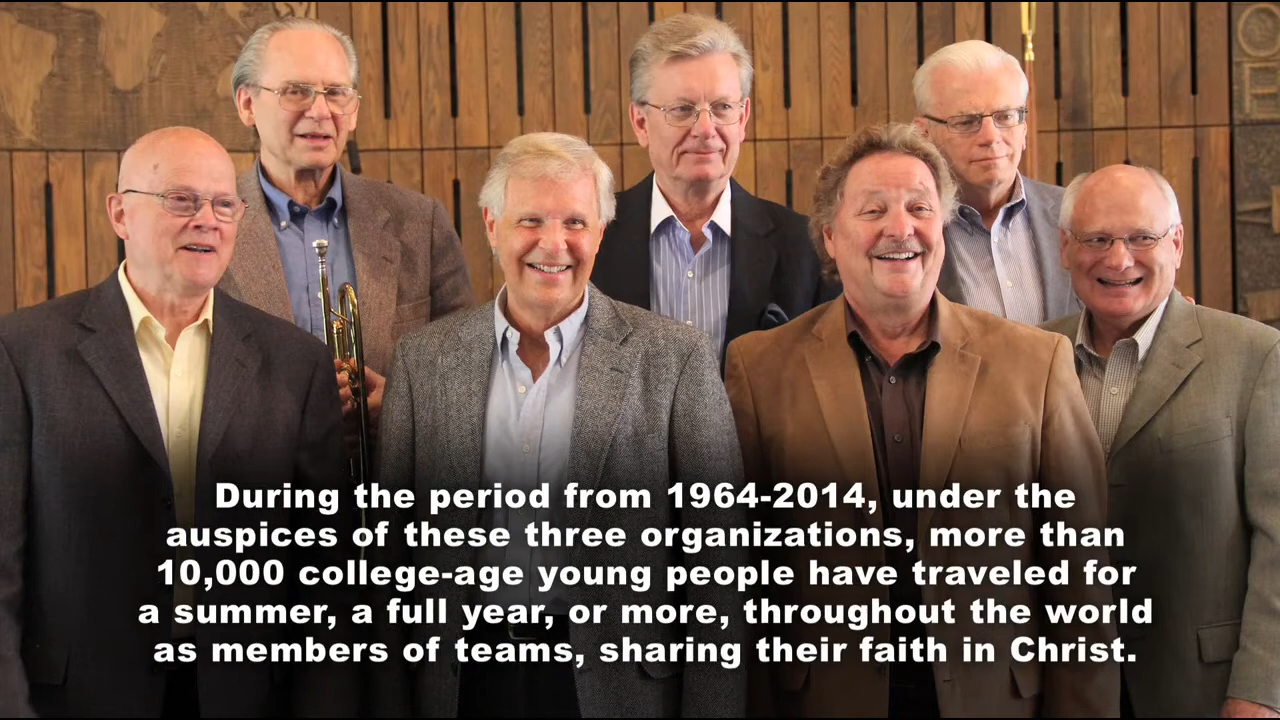 During the period from 1964-2014, under the
auspices of these three organizations, more than
10,000 college-age young people have traveled for
a summer, a full year, or more, throughout the world
as members of teams, sharing their faith in Christ.